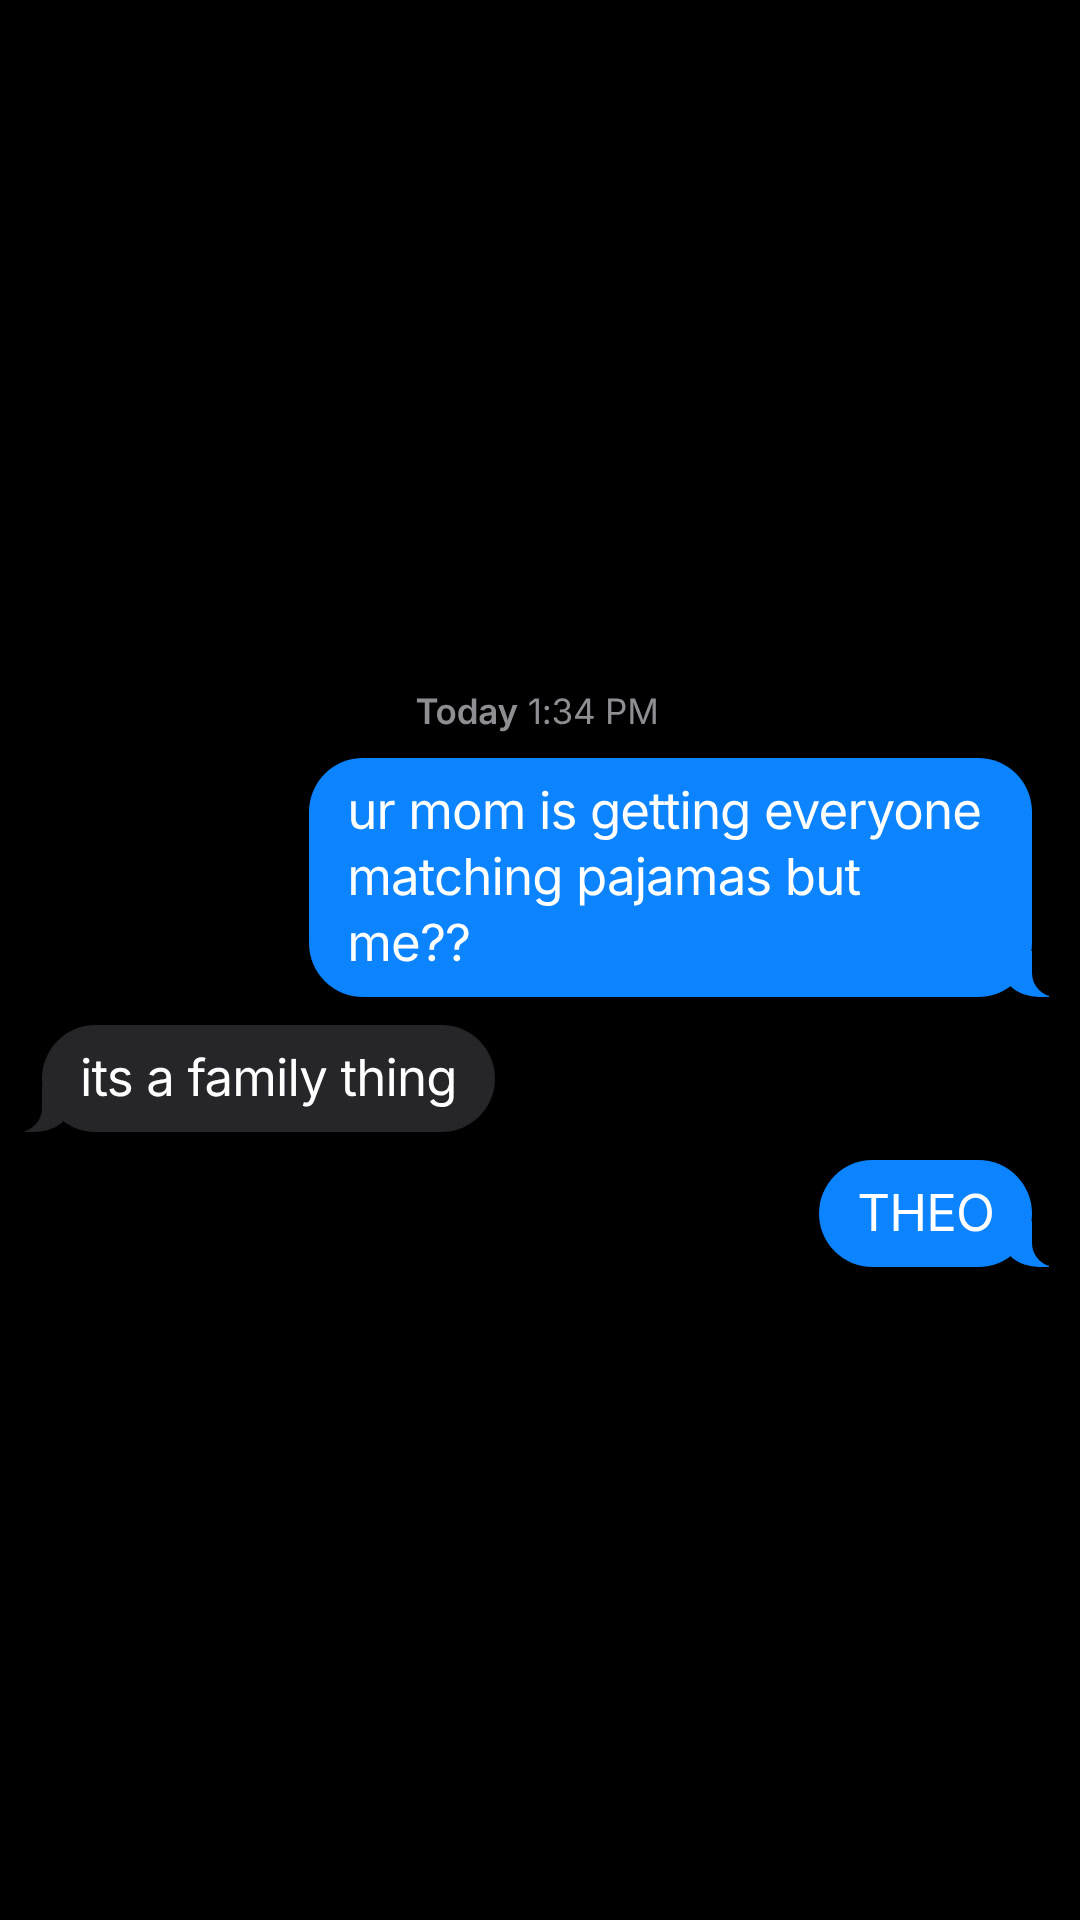 Today 1:34 PM
ur mom is getting everyone
matching pajamas but
me??
its a family thing
THEO